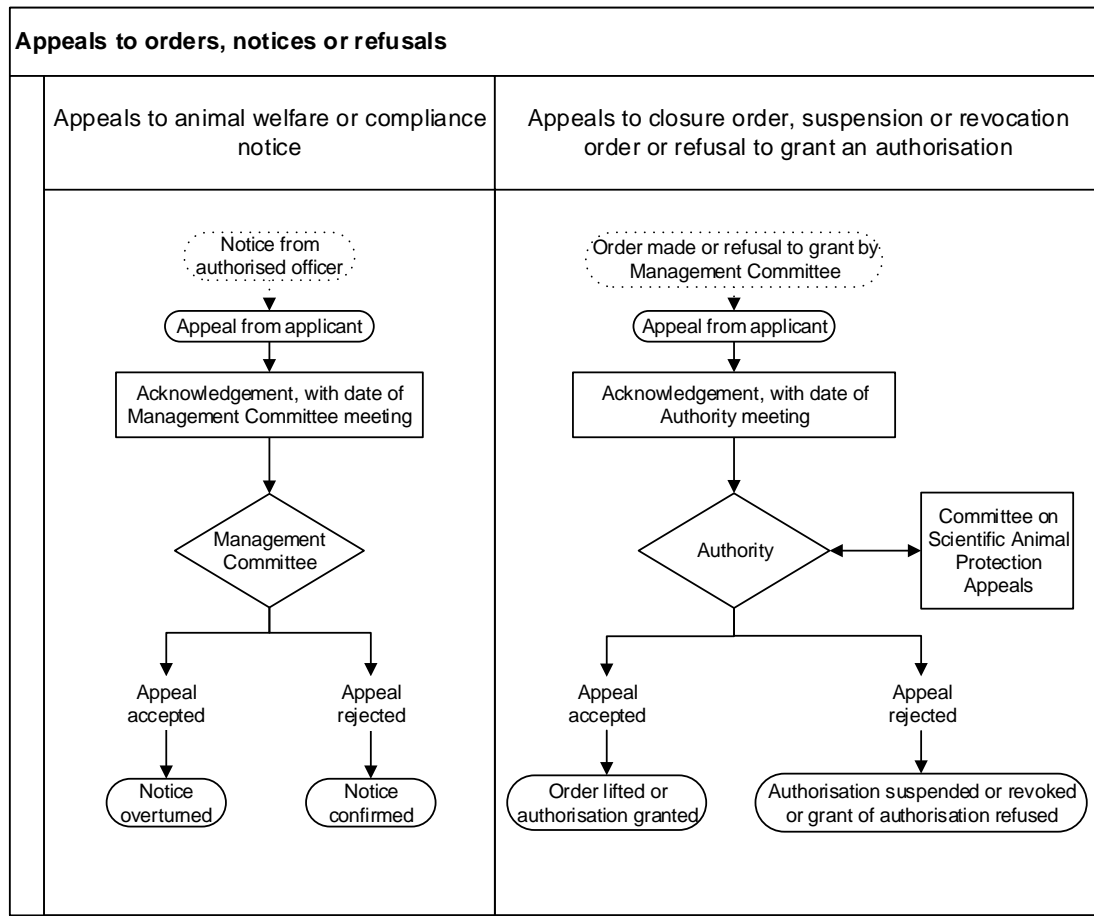 Appeals to orders, notices or refusals
Appeals to animal welfare or compliance
notice
Appeals to closure order, suspension or revocation
order or refusal to grant an authorisation
Notice from
authorised officer
Appeal from applicant
Acknowledgement, with date of
Management Committee meeting
Management
Committee
Appeal
accepted
Appeal
rejected
Notice
overturned
Notice
confirmed
Order made or refusal to grant by
Management Committee
Appeal from applicant
Acknowledgement, with date of
Authority meeting
Authority
Committee on
Scientific Animal
Protection
Appeals
Appeal
accepted
Appeal
rejected
Order lifted or
authorisation granted
Authorisation suspended or revoked
or grant of authorisation refused